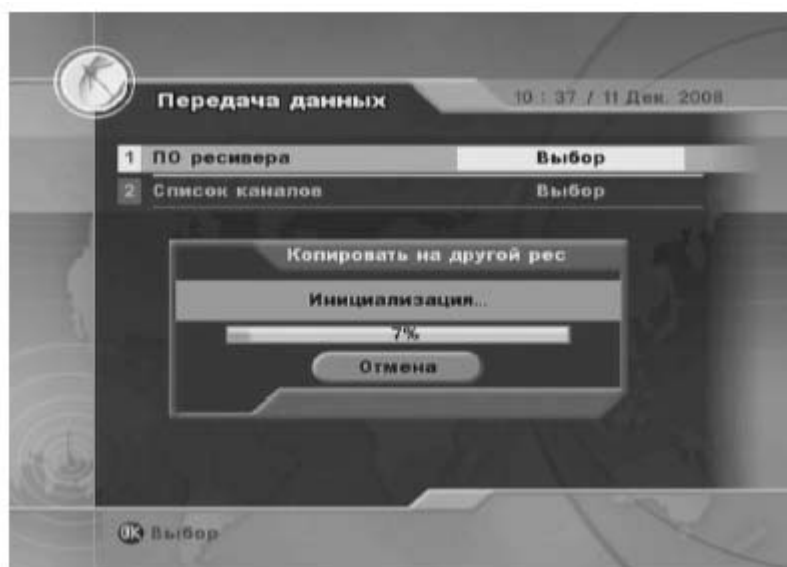 Передача данных
10 : 37 / 11 Дек. 2008
1 ПО ресивера Выбор
2 Список каналов Выбор
Копировать на другой рес
Инициализация...
7%
Отмена
OK Выбор